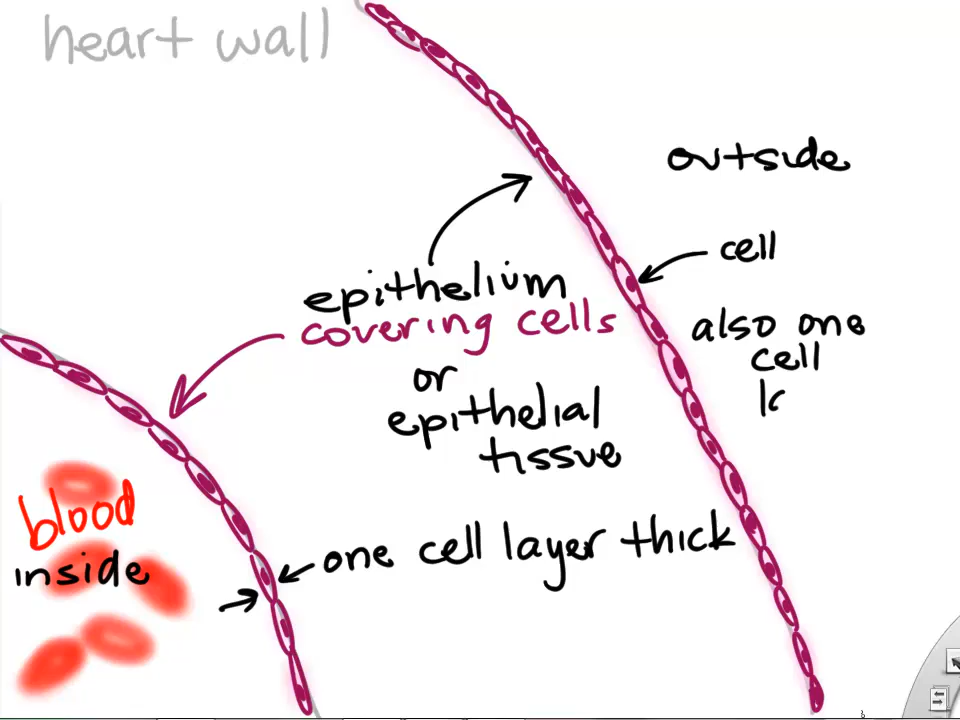 heart wall
outside
cell
epithelium
covering cells
or
epithelial
tissue
also one
cell
blood
inside
one cell layer thick